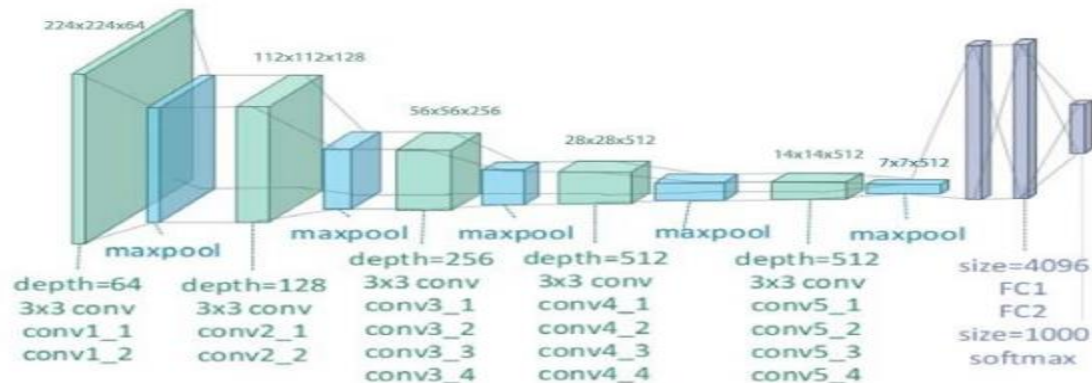 224x224x64
112x112x128
56x56x256
28x28x512
14x14x512
7x7x512
maxpool
maxpool
maxpool
maxpool
maxpool
depth=64
3x3 conv
conv1_1
conv1_2
depth=128
3x3 conv
conv2_1
conv2_2
depth=256
3x3 conv
conv3_1
conv3_2
conv3_3
conv3_4
depth=512
3x3 conv
conv4_1
conv4_2
conv4_3
conv4_4
depth=512
3x3 conv
conv5_1
conv5_2
conv5_3
conv5_4
size=4096
FC1
FC2
size=1000
softmax